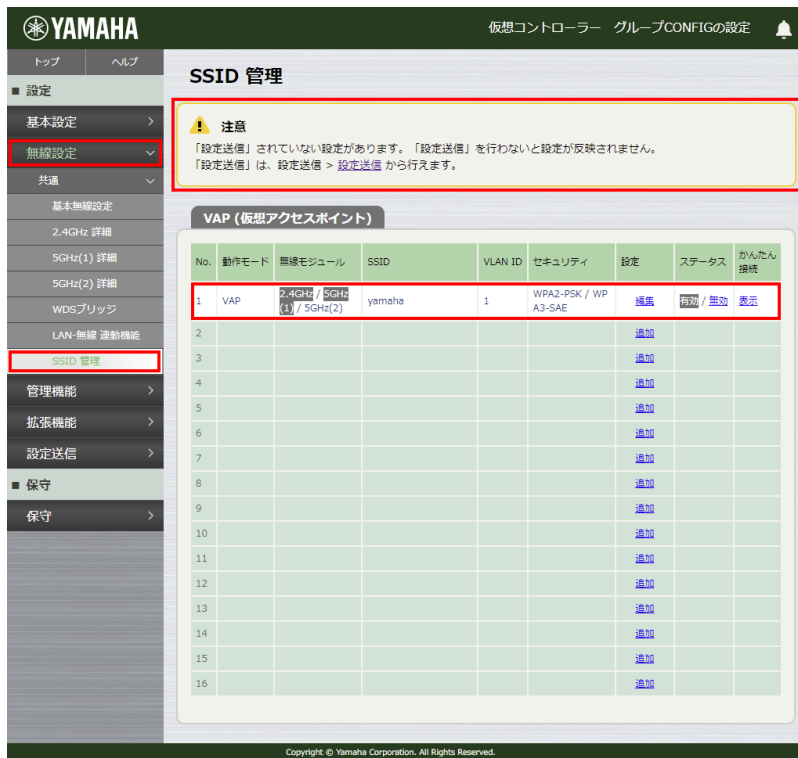 YAMAHA
仮想コントローラー グループCONFIGの設定
トップ ヘルプ
■ 設定
基本設定
無線設定
共通
基本無線設定
2.4GHz 詳細
5GHz(1) 詳細
5GHz(2) 詳細
WDSブリッジ
LAN-無線 連動機能
SSID 管理
管理機能
拡張機能
設定送信
■ 保守
保守
SSID 管理
注意
「設定送信」されていない設定があります。「設定送信」を行わないと設定が反映されません。
「設定送信」は、設定送信 > 設定送信 から行えます。
VAP (仮想アクセスポイント)
No. 動作モード 無線モジュール SSID VLAN ID セキュリティ 設定 ステータス かんたん
接続
1 VAP 2.4GHz / 5GHz yamaha 1 WPA2-PSK / WP 編集 有効 / 無効 表示
(1) / 5GHz(2) A3-SAE
2 追加
3 追加
4 追加
5 追加
6 追加
7 追加
8 追加
9 追加
10 追加
11 追加
12 追加
13 追加
14 追加
15 追加
16 追加
Copyright © Yamaha Corporation. All Rights Reserved.